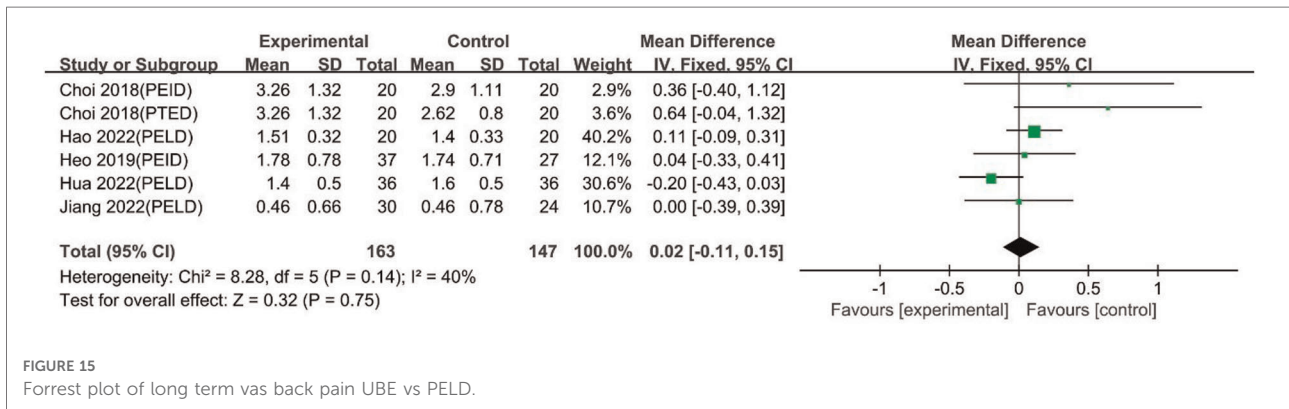 Experimental Control Mean Difference Mean Difference
Study or Subgroup Mean SD Total Mean SD Total Weight IV. Fixed. 95% CI IV. Fixed. 95% CI
Choi 2018(PEID) 3.26 1.32 20 2.9 1.11 20 2.9% 0.36 [-0.40, 1.12]
Choi 2018(PTED) 3.26 1.32 20 2.62 0.8 20 3.6% 0.64 [-0.04, 1.32]
Hao 2022(PELD) 1.51 0.32 20 1.4 0.33 20 40.2% 0.11 [-0.09, 0.31]
Heo 2019(PEID) 1.78 0.78 37 1.74 0.71 27 12.1% 0.04 [-0.33, 0.41]
Hua 2022(PELD) 1.4 0.5 36 1.6 0.5 36 30.6% -0.20 [-0.43, 0.03]
Jiang 2022(PELD) 0.46 0.66 30 0.46 0.78 24 10.7% 0.00 [-0.39, 0.39]
Total (95% CI) 163 147 100.0% 0.02 [-0.11, 0.15]
Heterogeneity: Chi² = 8.28, df = 5 (P = 0.14); I² = 40%
Test for overall effect: Z = 0.32 (P = 0.75)
-1 -0.5 0 0.5 1
Favours [experimental] Favours [control]
FIGURE 15
Forrest plot of long term vas back pain UBE vs PELD.